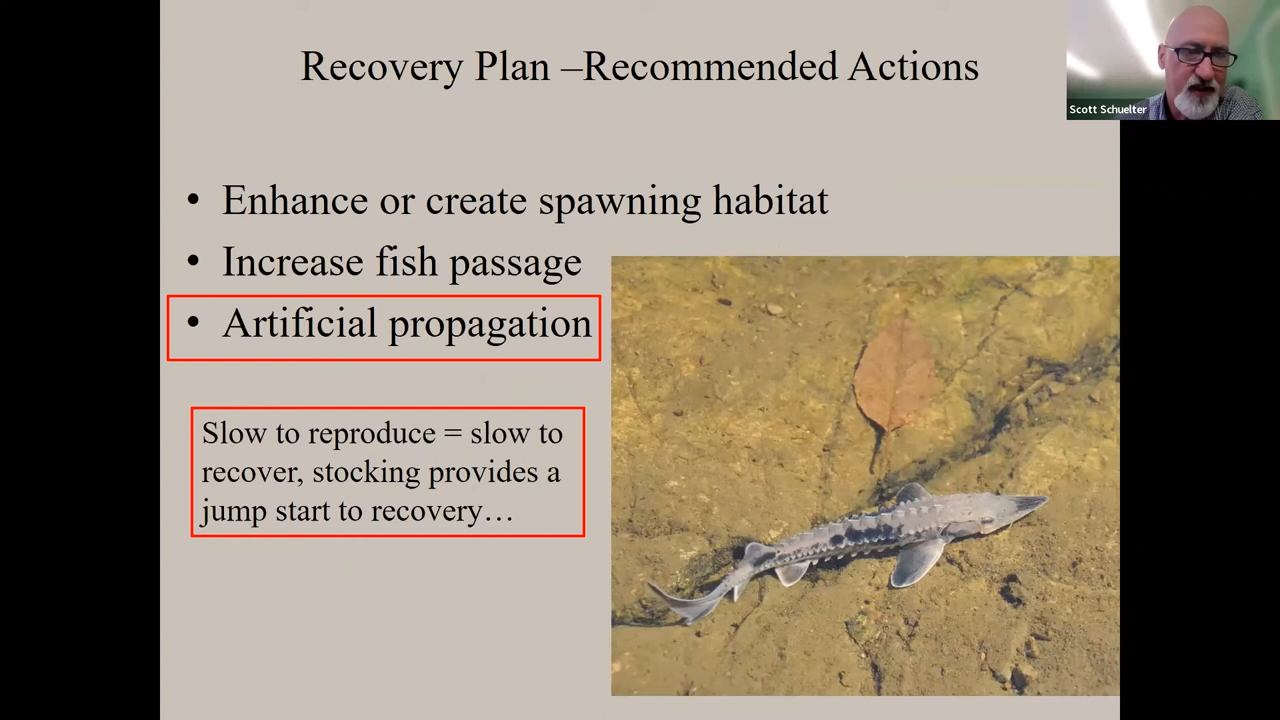 Recovery Plan –Recommended Actions
Scott Schuelter
• Enhance or create spawning habitat
• Increase fish passage
• Artificial propagation
Slow to reproduce = slow to
recover, stocking provides a
jump start to recovery…